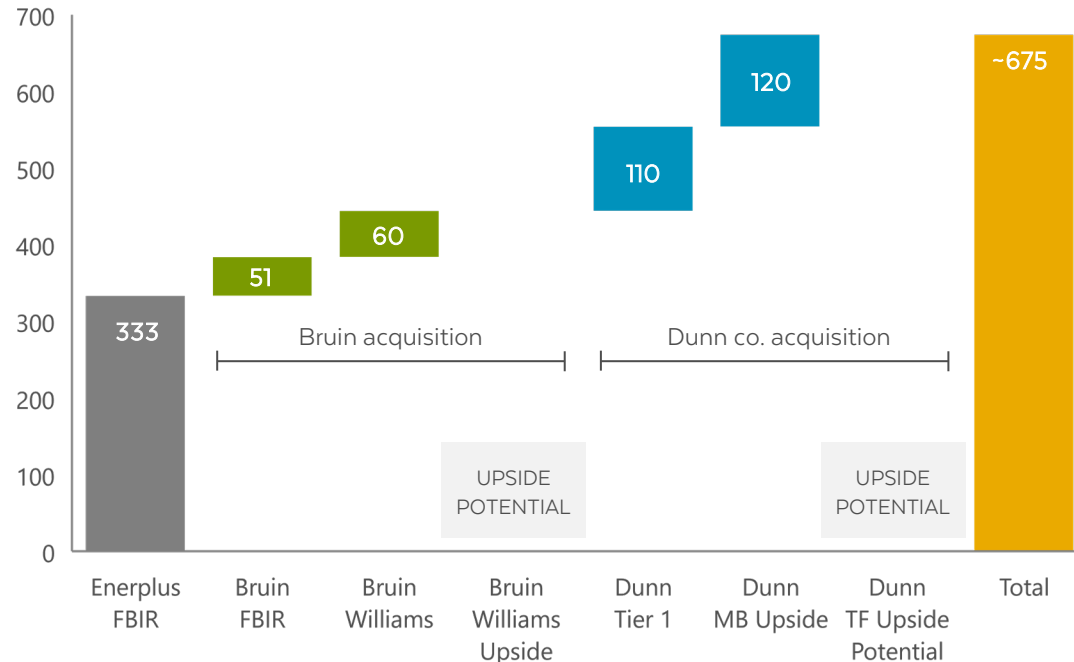 700
600
500
400
300
200
100
0
~675
120
110
60
51
333
Bruin acquisition
Dunn co. acquisition
UPSIDE
POTENTIAL
UPSIDE
POTENTIAL
Enerplus
FBIR
Bruin
FBIR
Bruin
Williams
Bruin
Williams
Upside
Dunn
Tier 1
Dunn
MB Upside
Dunn
TF Upside
Potential
Total